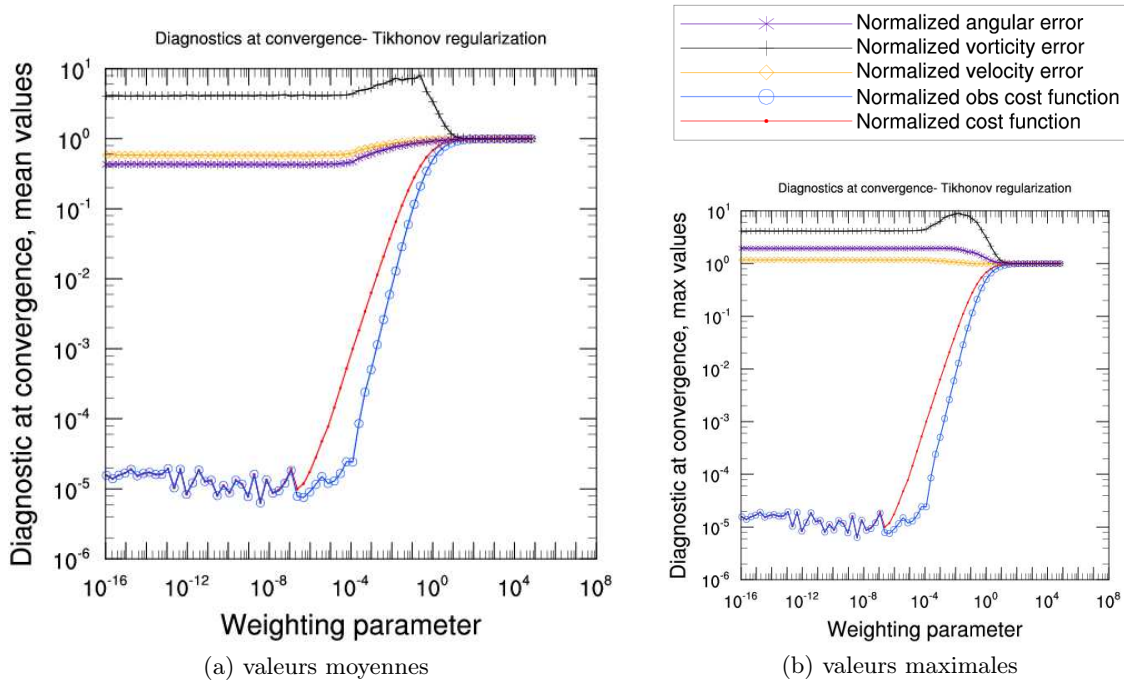 Diagnostics at convergence- Tikhonov regularization
Diagnostic at convergence, mean values
10^1
10^0
10^-1
10^-2
10^-3
10^-4
10^-5
10^-6
10^-16
10^-12
10^-8
10^-4
10^0
10^4
10^8
Weighting parameter
(a) valeurs moyennes
Normalized angular error
Normalized vorticity error
Normalized velocity error
Normalized obs cost function
Normalized cost function
Diagnostics at convergence- Tikhonov regularization
Diagnostic at convergence, max values
10^1
10^0
10^-1
10^-2
10^-3
10^-4
10^-5
10^-6
10^-16
10^-12
10^-8
10^-4
10^0
10^4
10^8
Weighting parameter
(b) valeurs maximales